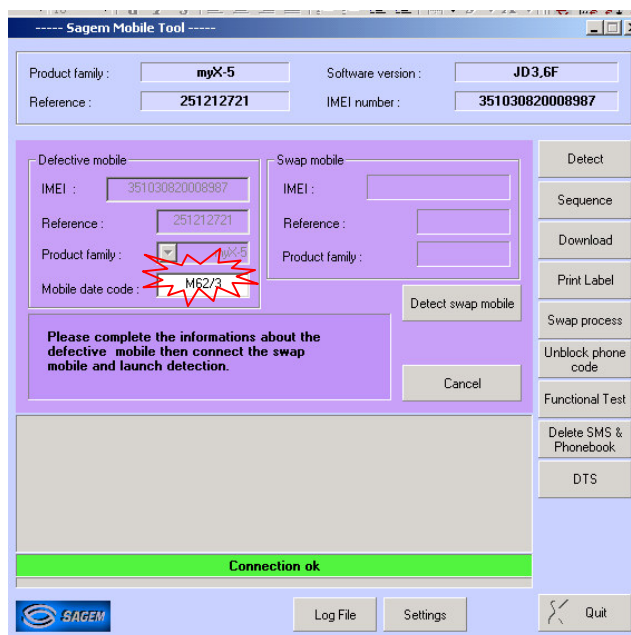 ----- Sagem Mobile Tool -----
Product family :
myX-5
Software version :
JD3,6F
Reference :
251212721
IMEI number :
351030820008987
Defective mobile
IMEI :
351030820008987
Reference :
251212721
Product family :
myX-5
Mobile date code :
M62/3
Swap mobile
IMEI :
Reference :
Product family :
Detect swap mobile
Please complete the informations about the
defective mobile then connect the swap
mobile and launch detection.
Cancel
Detect
Sequence
Download
Print Label
Swap process
Unblock phone
code
Functional Test
Delete SMS &
Phonebook
DTS
Connection ok
SAGEM
Log File
Settings
Quit